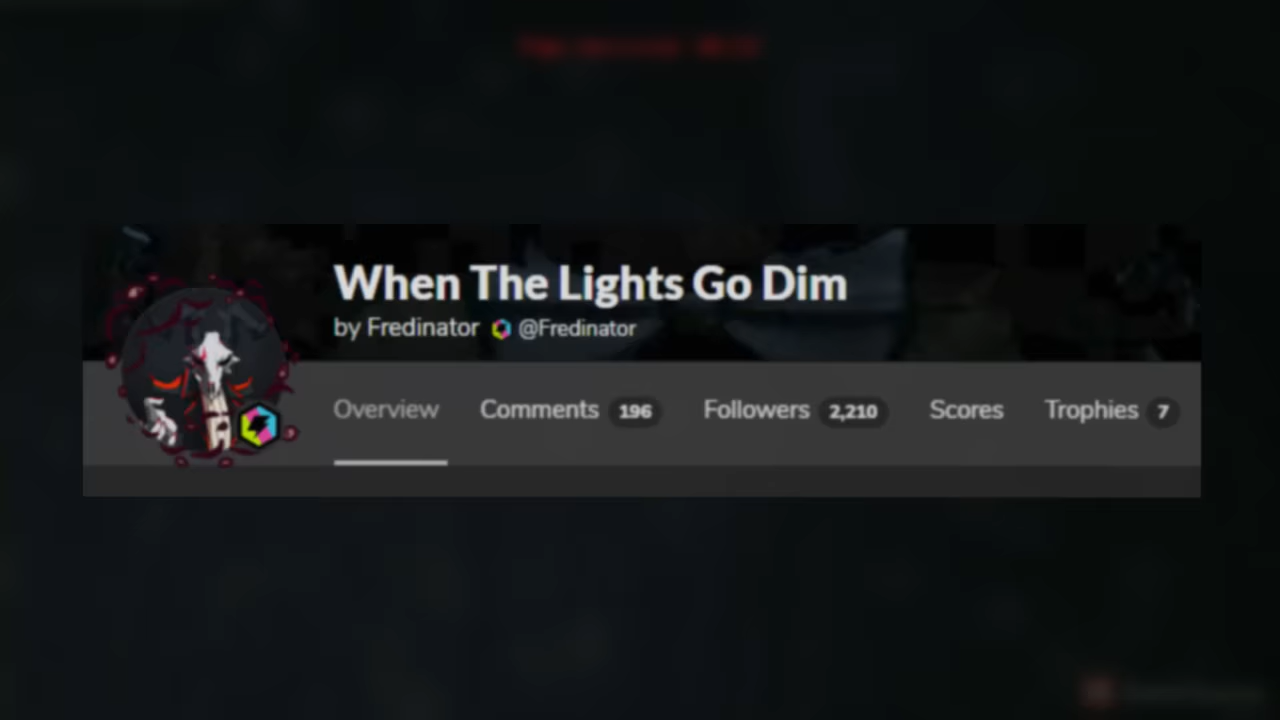 When The Lights Go Dim
by Fredinator @Fredinator
Overview Comments 196 Followers 2,210 Scores Trophies 7